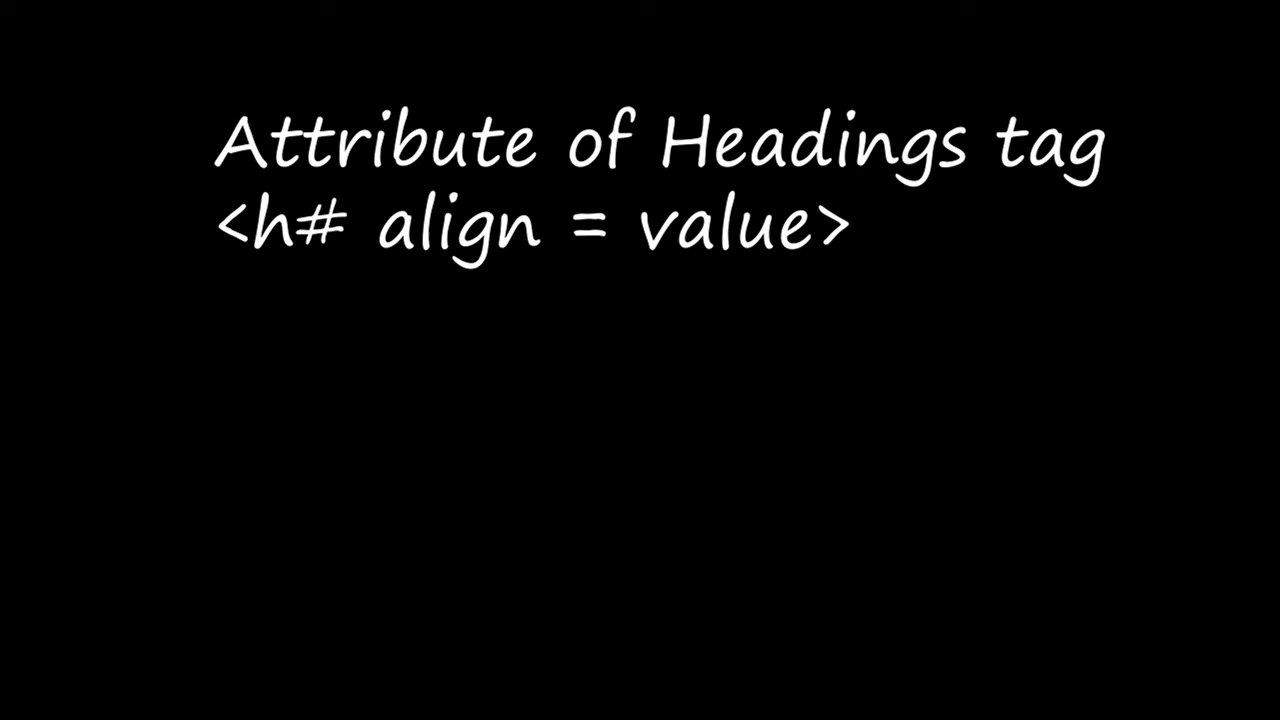 Attribute of Headings tag
<h# align = value>